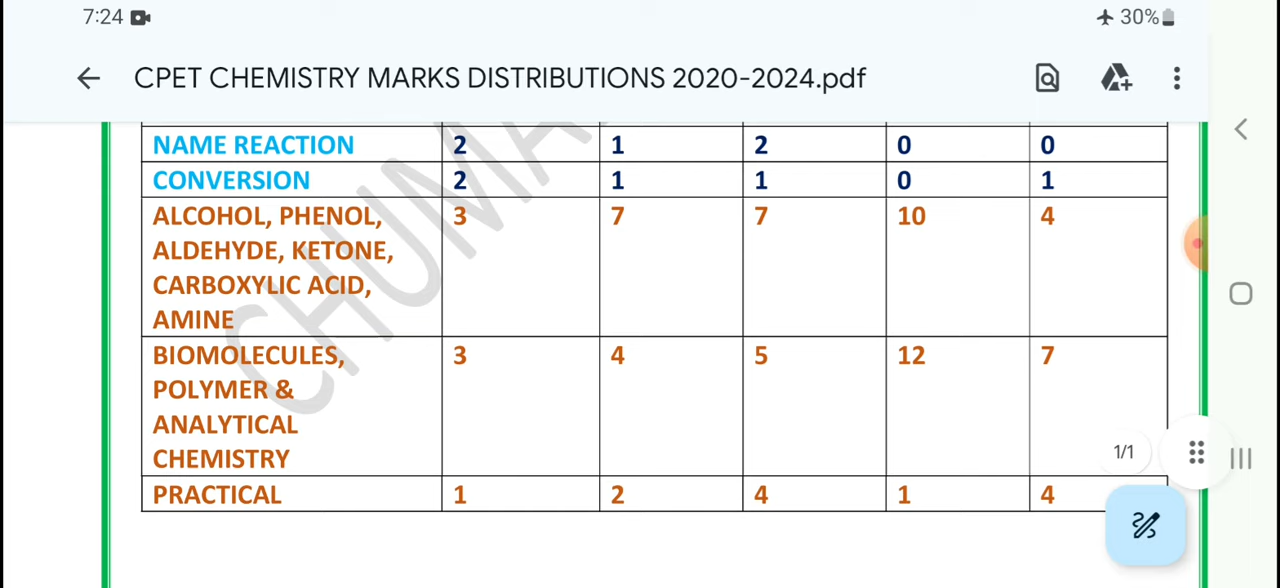 7:24 30%
CPET CHEMISTRY MARKS DISTRIBUTIONS 2020-2024.pdf
NAME REACTION 2 1 2 0 0
CONVERSION 2 1 1 0 1
ALCOHOL, PHENOL, 3 7 7 10 4
ALDEHYDE, KETONE,
CARBOXYLIC ACID,
AMINE
BIOMOLECULES, 3 4 5 12 7
POLYMER &
ANALYTICAL
CHEMISTRY
1/1
PRACTICAL 1 2 4 1 4
CHUMA